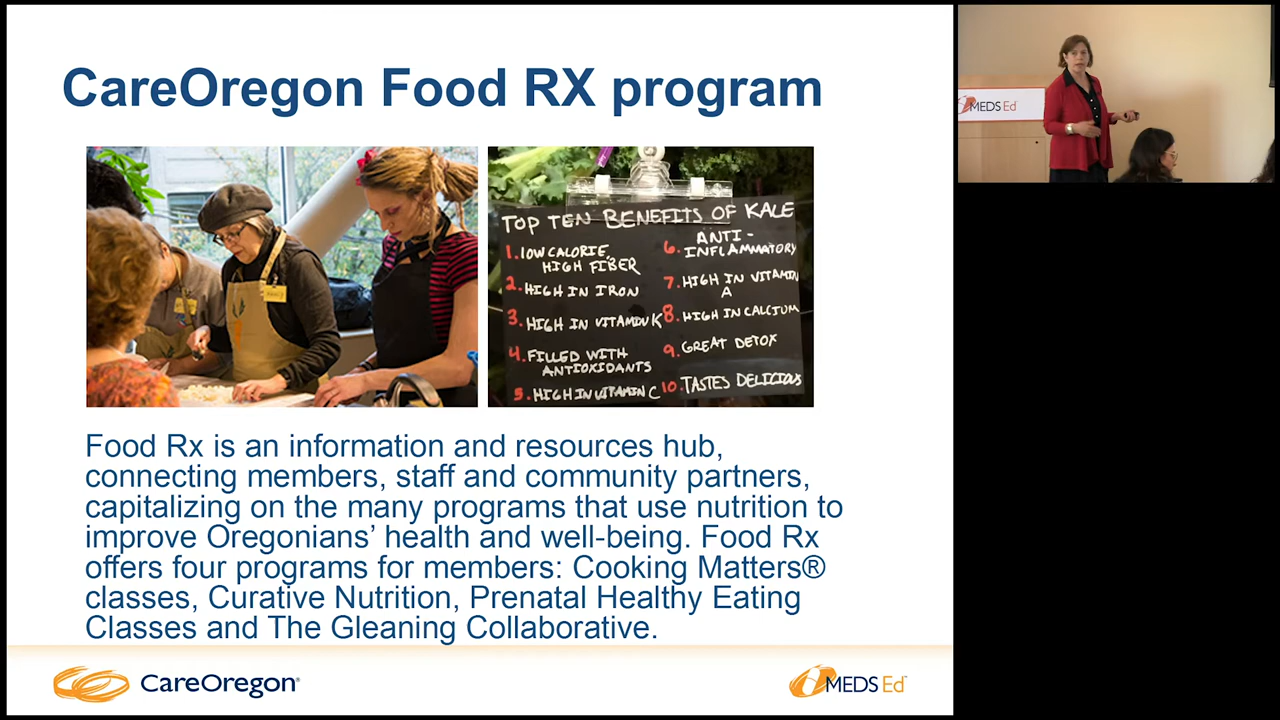 CareOregon Food RX program
TOP TEN BENEFITS OF KALE
1. LOW CALORIE,
HIGH FIBER
2. HIGH IN IRON
3. HIGH IN VITAMIN K
4. FILLED WITH
ANTIOXIDANTS
5. HIGH IN VITAMIN C
6. ANTI-
INFLAMMATORY
7. HIGH IN VITAMIN
A
8. HIGH IN CALCIUM
9. GREAT DETOX
10. TASTES DELICIOUS
Food Rx is an information and resources hub,
connecting members, staff and community partners,
capitalizing on the many programs that use nutrition to
improve Oregonians’ health and well-being. Food Rx
offers four programs for members: Cooking Matters®
classes, Curative Nutrition, Prenatal Healthy Eating
Classes and The Gleaning Collaborative.
CareOregon®
MEDS Ed
MEDS Ed